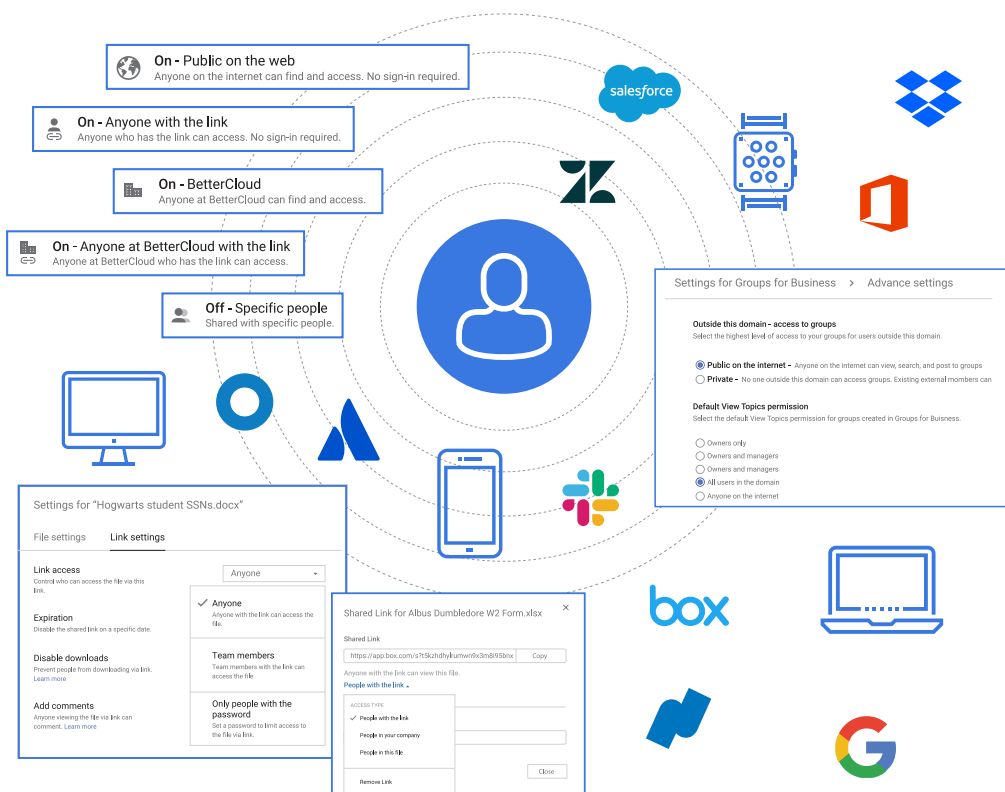 On - Public on the web
Anyone on the internet can find and access. No sign-in required.
On - Anyone with the link
Anyone who has the link can access. No sign-in required.
On - BetterCloud
Anyone at BetterCloud can find and access.
On - Anyone at BetterCloud with the link
Anyone at BetterCloud who has the link can access.
Off - Specific people
Shared with specific people.
salesforce
Settings for Groups for Business > Advance settings
Outside this domain - access to groups
Select the highest level of access to your groups for users outside this domain.
Public on the internet - Anyone on the internet can view, search, and post to groups
Private - No one outside this domain can access groups. Existing external members can
Default View Topics permission
Select the default View Topics permission for groups created in Groups for Buisness.
Owners only
Owners and managers
Owners and managers
All users in the domain
Anyone on the internet
Settings for “Hogwarts student SSNs.docx”
File settings Link settings
Link access
Control who can access the file via this
link.
Expiration
Disable the shared link on a specific date.
Disable downloads
Prevent people from downloading via link.
Learn more
Add comments
Anyone viewing the file via link can
comment. Learn more
Anyone
Anyone
Anyone with the link can access the
file.
Team members
Team members with the link can
access the file
Only people with the
password
Set a password to limit access to
the file via link.
Shared Link for Albus Dumbledore W2 Form.xlsx
Shared Link
https://app.box.com/s?t5kzhdhylrumwn9x3m8i95bnx Copy
Anyone with the link can view this file.
People with the link
ACCESS TYPE
People with the link
People in your company
People in this file
Remove Link
Close
box